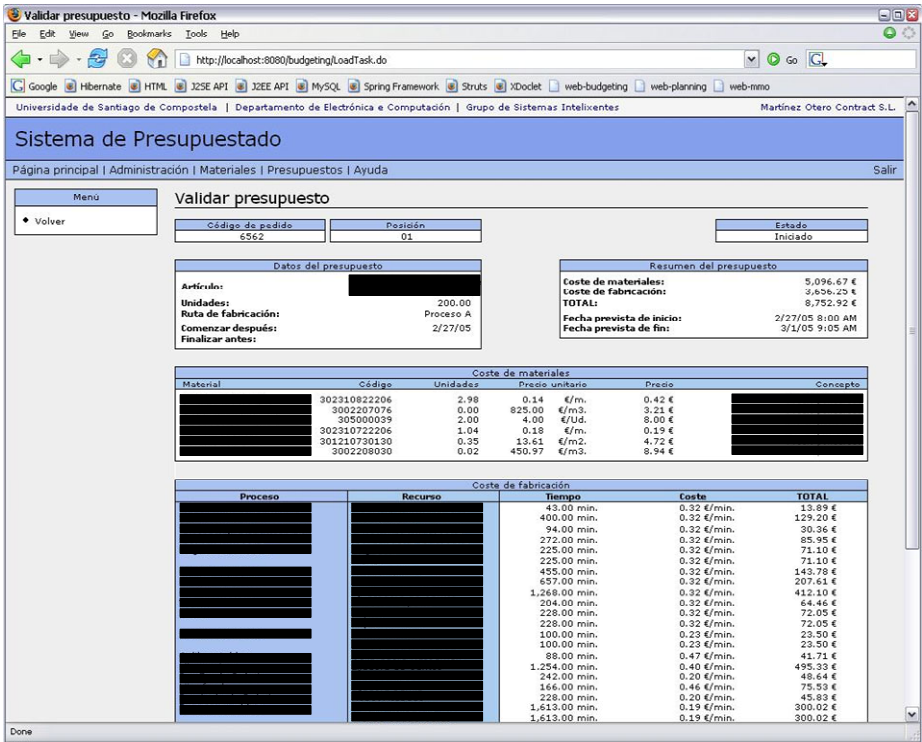 Validar presupuesto - Mozilla Firefox
File Edit View Go Bookmarks Tools Help
http://localhost:8080/budgeting/LoadTask.do Go G
Google Hibernate HTML J2SE API J2EE API MySQL Spring Framework Struts XDoclet web-budgeting web-planning web-mmo
Universidade de Santiago de Compostela | Departamento de Electrónica e Computación | Grupo de Sistemas Intelixentes Martínez Otero Contract S.L.
Sistema de Presupuestado
Página principal | Administración | Materiales | Presupuestos | Ayuda Salir
Menú
Volver
Validar presupuesto
Código de pedido Posición Estado
6562 01 Iniciado
Datos del presupuesto
Artículo:
Unidades: 200.00
Ruta de fabricación: Proceso A
Comenzar después: 2/27/05
Finalizar antes:
Resumen del presupuesto
Coste de materiales: 5,096.67 €
Coste de fabricación: 3,656.25 €
TOTAL: 8,752.92 €
Fecha prevista de inicio: 2/27/05 8:00 AM
Fecha prevista de fin: 3/1/05 9:05 AM
Coste de materiales
Material Código Unidades Precio unitario Precio Concepto
302310822206 2.98 0.14 €/m. 0.42 €
3002207076 0.00 825.00 €/m3. 3.21 €
305000039 2.00 4.00 €/Ud. 8.00 €
302310722206 1.04 0.18 €/m. 0.19 €
301210730130 0.35 13.61 €/m2. 4.72 €
3002208030 0.02 450.97 €/m3. 8.94 €
Coste de fabricación
Proceso Recurso Tiempo Coste TOTAL
43.00 min. 0.32 €/min. 13.89 €
400.00 min. 0.32 €/min. 129.20 €
94.00 min. 0.32 €/min. 30.36 €
272.00 min. 0.32 €/min. 85.95 €
225.00 min. 0.32 €/min. 71.10 €
225.00 min. 0.32 €/min. 71.10 €
455.00 min. 0.32 €/min. 143.78 €
657.00 min. 0.32 €/min. 207.61 €
1,268.00 min. 0.32 €/min. 412.10 €
204.00 min. 0.32 €/min. 64.46 €
228.00 min. 0.32 €/min. 72.05 €
228.00 min. 0.32 €/min. 72.05 €
100.00 min. 0.23 €/min. 23.50 €
100.00 min. 0.23 €/min. 23.50 €
88.00 min. 0.47 €/min. 41.71 €
1.254.00 min. 0.40 €/min. 495.33 €
242.00 min. 0.20 €/min. 48.64 €
166.00 min. 0.46 €/min. 75.53 €
228.00 min. 0.20 €/min. 45.83 €
1,613.00 min. 0.19 €/min. 300.02 €
1,613.00 min. 0.19 €/min. 300.02 €
Done